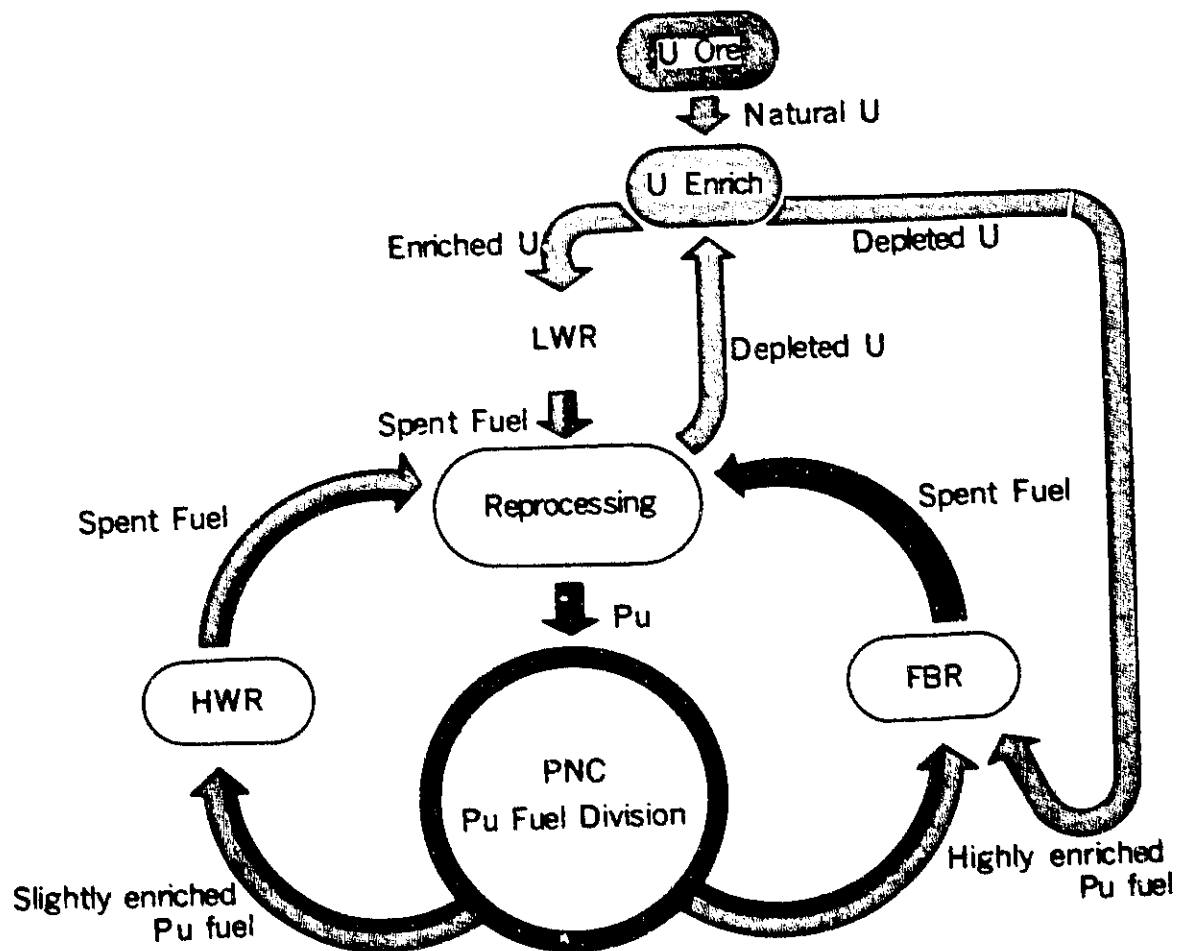 U Ore
Natural U
U Enrich
Enriched U
Depleted U
LWR
Depleted U
Spent Fuel
Reprocessing
Spent Fuel
Spent Fuel
Pu
HWR
FBR
PNC
Pu Fuel Division
Slightly enriched
Pu fuel
Highly enriched
Pu fuel